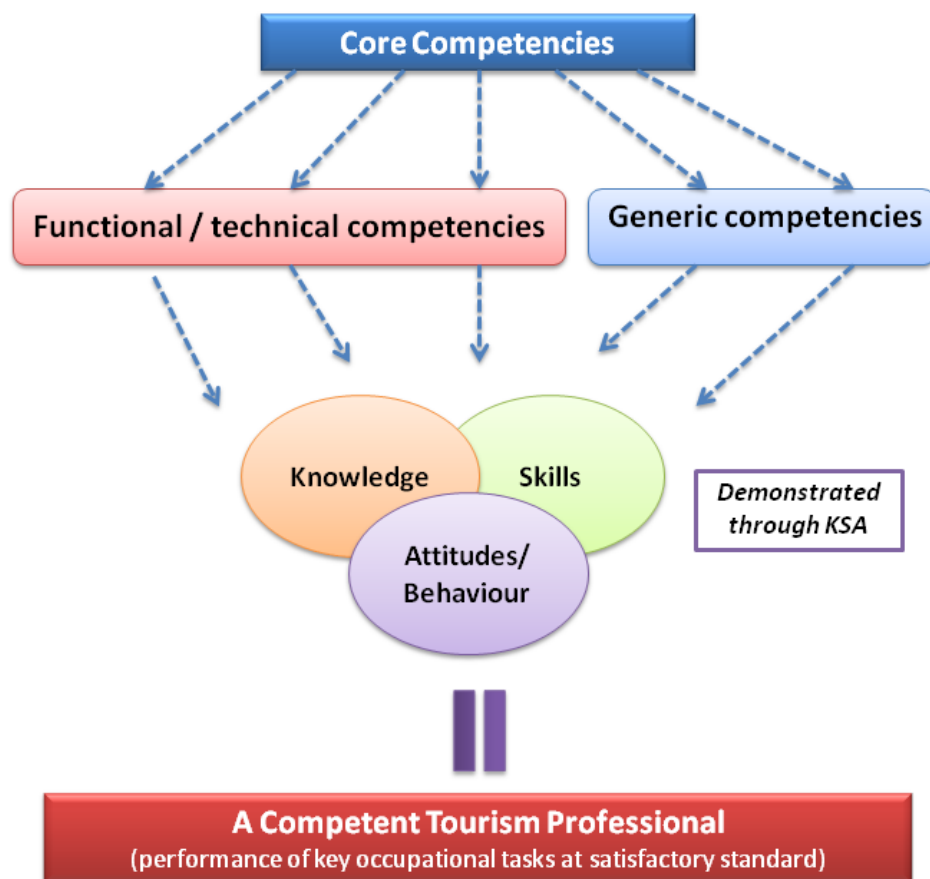 Core Competencies
Functional / technical competencies
Generic competencies
Knowledge
Skills
Attitudes/
Behaviour
Demonstrated
through KSA
A Competent Tourism Professional
(performance of key occupational tasks at satisfactory standard)